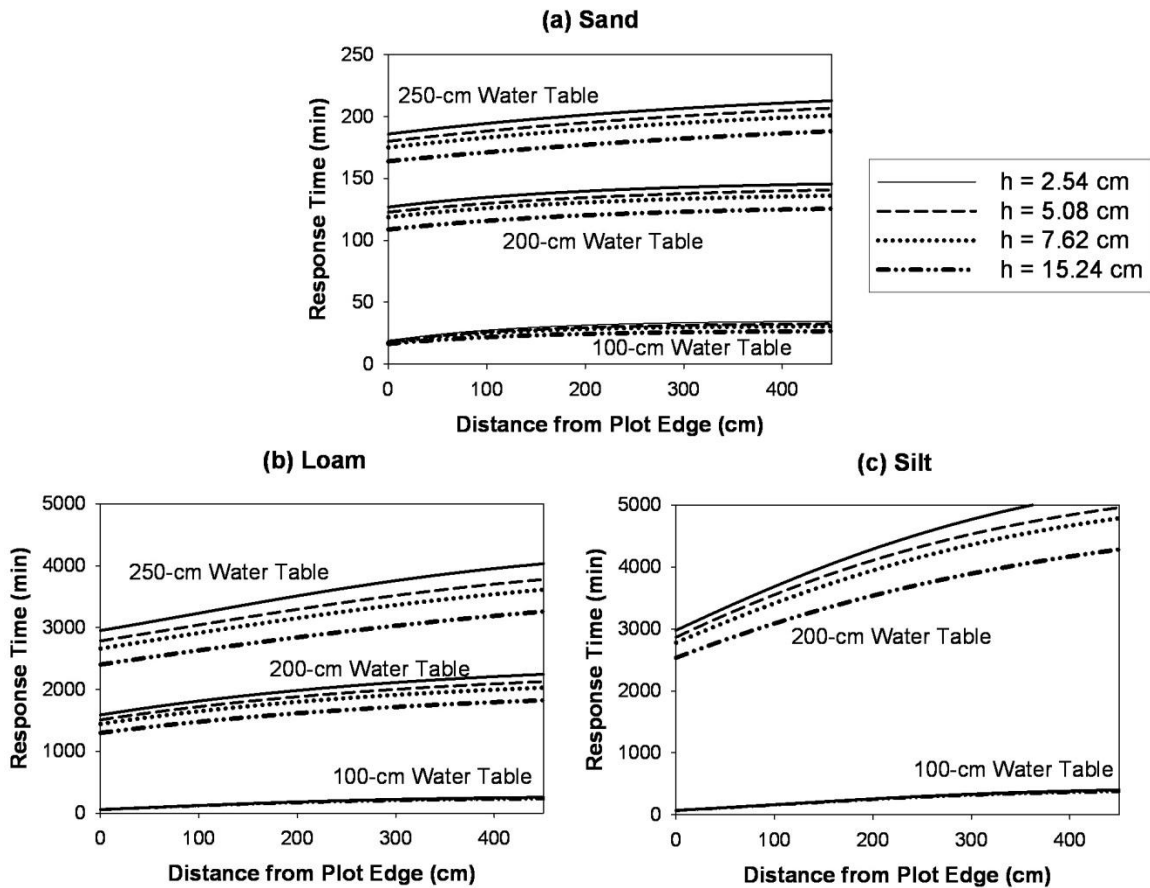 (a) Sand
250
200
150
100
50
0
Response Time (min)
250-cm Water Table
200-cm Water Table
100-cm Water Table
0 100 200 300 400
Distance from Plot Edge (cm)
h = 2.54 cm
h = 5.08 cm
h = 7.62 cm
h = 15.24 cm
(b) Loam
5000
4000
3000
2000
1000
0
Response Time (min)
250-cm Water Table
200-cm Water Table
100-cm Water Table
0 100 200 300 400
Distance from Plot Edge (cm)
(c) Silt
5000
4000
3000
2000
1000
0
Response Time (min)
200-cm Water Table
100-cm Water Table
0 100 200 300 400
Distance from Plot Edge (cm)